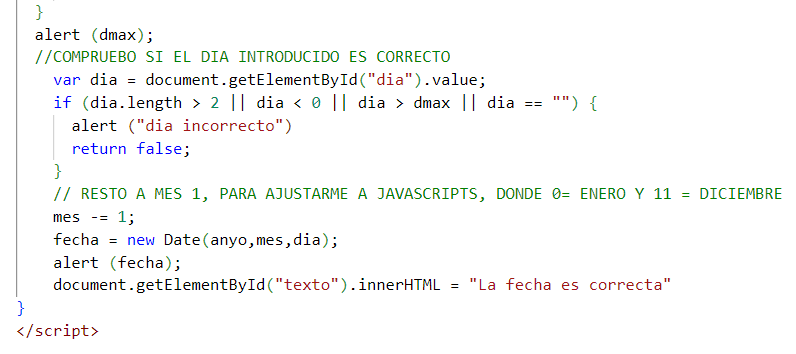 }
alert (dmax);
//COMPRUEBO SI EL DIA INTRODUCIDO ES CORRECTO
var dia = document.getElementById("dia").value;
if (dia.length > 2 || dia < 0 || dia > dmax || dia == "") {
alert ("dia incorrecto")
return false;
}
// RESTO A MES 1, PARA AJUSTARME A JAVASCRIPTS, DONDE 0= ENERO Y 11 = DICIEMBRE
mes -= 1;
fecha = new Date(anyo,mes,dia);
alert (fecha);
document.getElementById("texto").innerHTML = "La fecha es correcta"
}
</script>